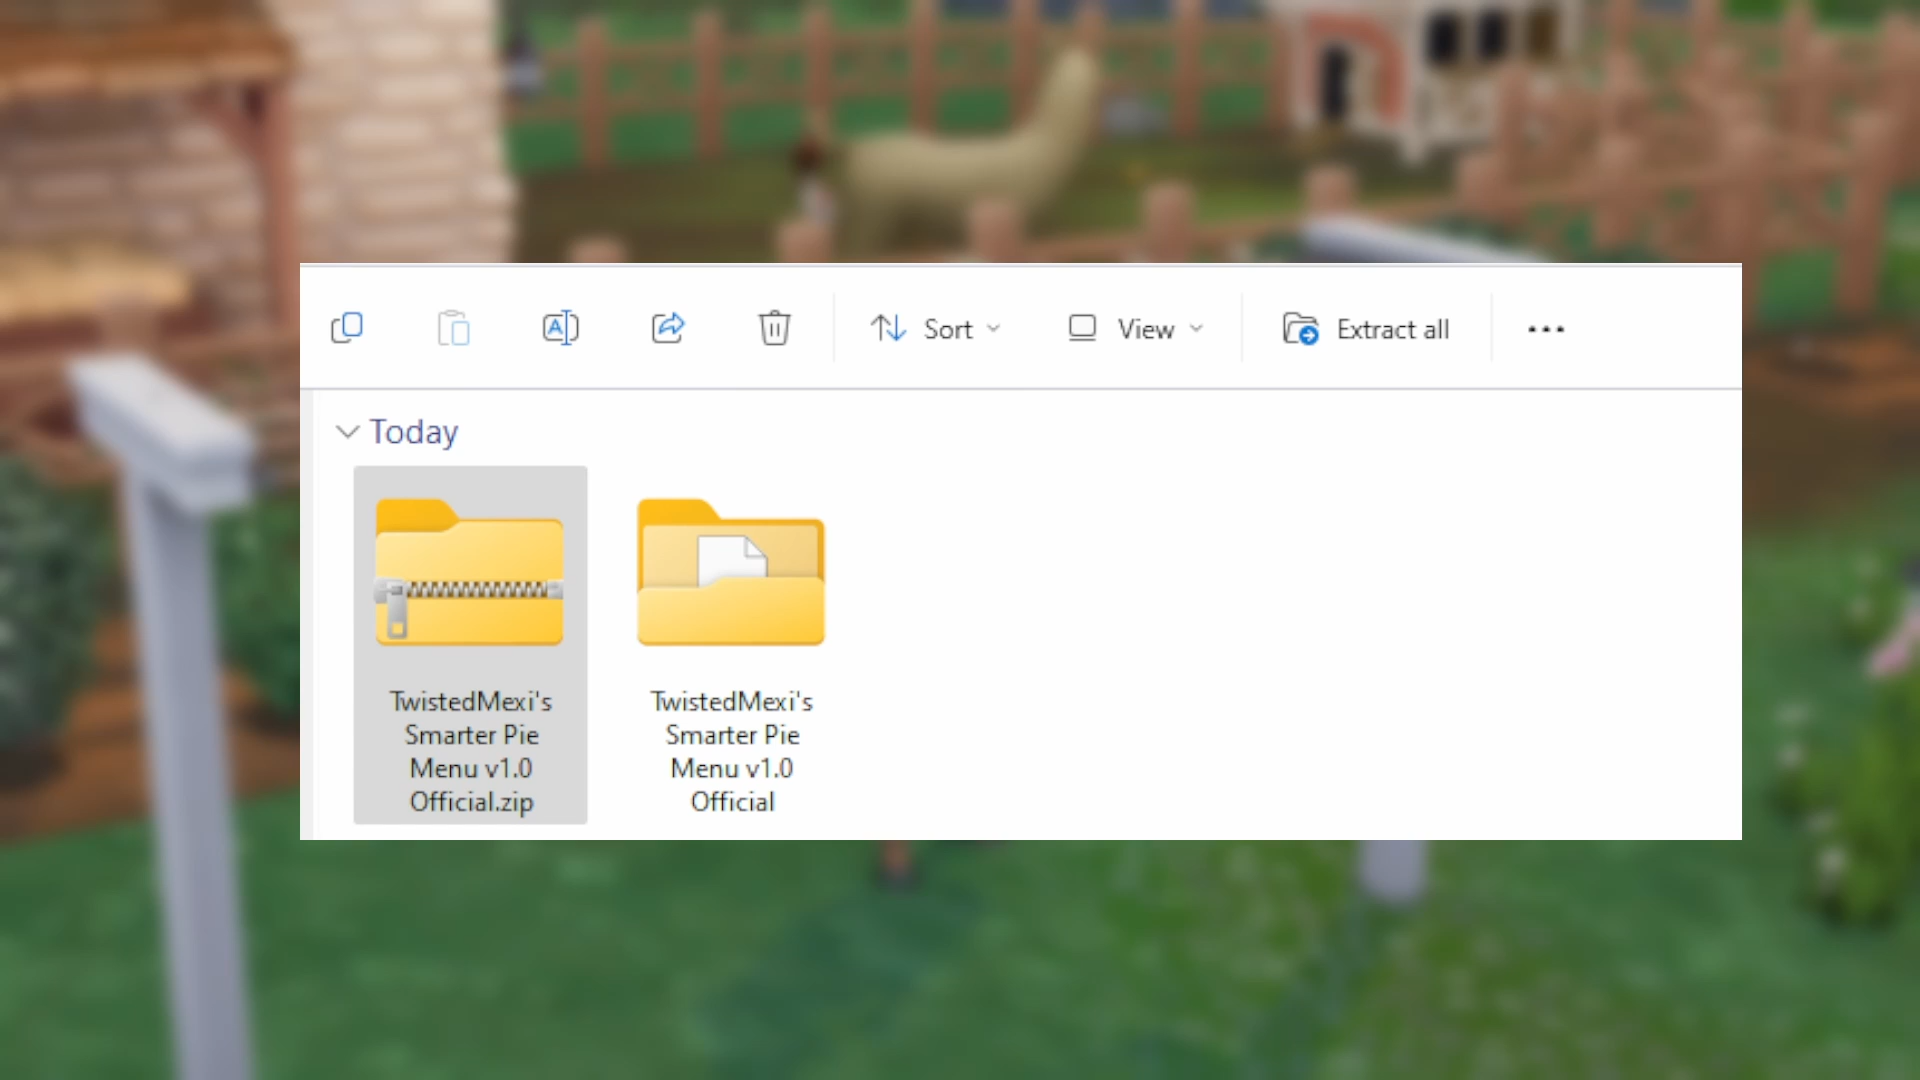 Sort
View
Extract all
Today
TwistedMexi's
Smarter Pie
Menu v1.0
Official.zip
TwistedMexi's
Smarter Pie
Menu v1.0
Official